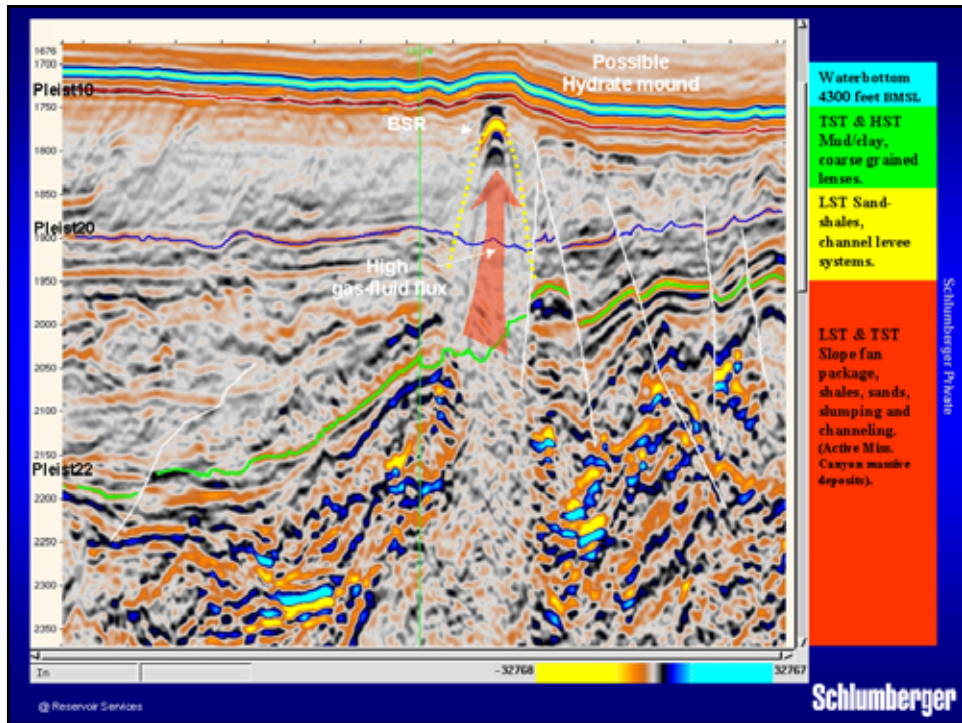 1676
1700
Pleist10
1750
1800
1850
Pleist20
1900
1950
2000
2050
2100
2150
Pleist22
2200
2250
2300
2350
Possible
Hydrate mound
BSR
High
gas-fluid flux
Waterbottom
4300 feet BMSL
TST & HST
Mud/clay,
coarse grained
lenses.
LST Sand-
shales,
channel levee
systems.
LST & TST
Slope fan
package,
shales, sands,
slumping and
channeling.
(Active Miss.
Canyon massive
deposits).
Schlumberger Private
In
-32768
32767
@ Reservoir Services
Schlumberger